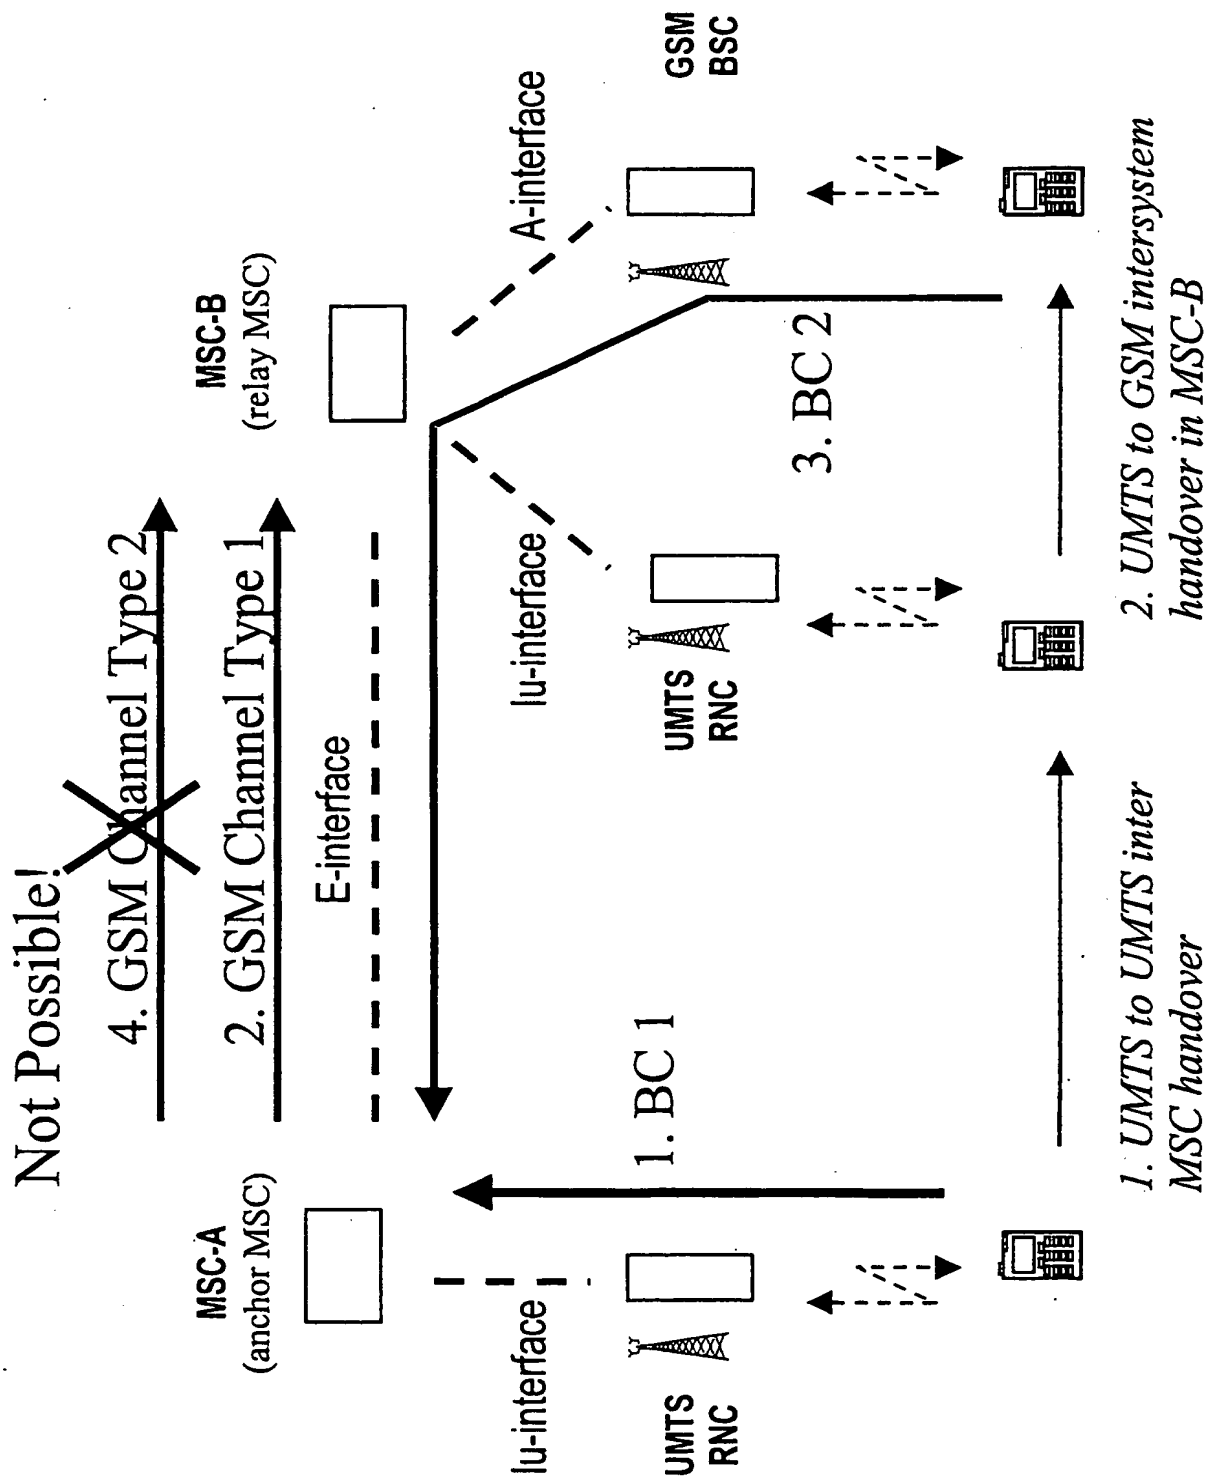 Not Possible!
4. GSM Channel Type 2
2. GSM Channel Type 1
MSC-A
(anchor MSC)
MSC-B
(relay MSC)
E-interface
Iu-interface
Iu-interface
A-interface
1. BC 1
3. BC 2
UMTS
RNC
UMTS
RNC
GSM
BSC
1. UMTS to UMTS inter
MSC handover
2. UMTS to GSM intersystem
handover in MSC-B